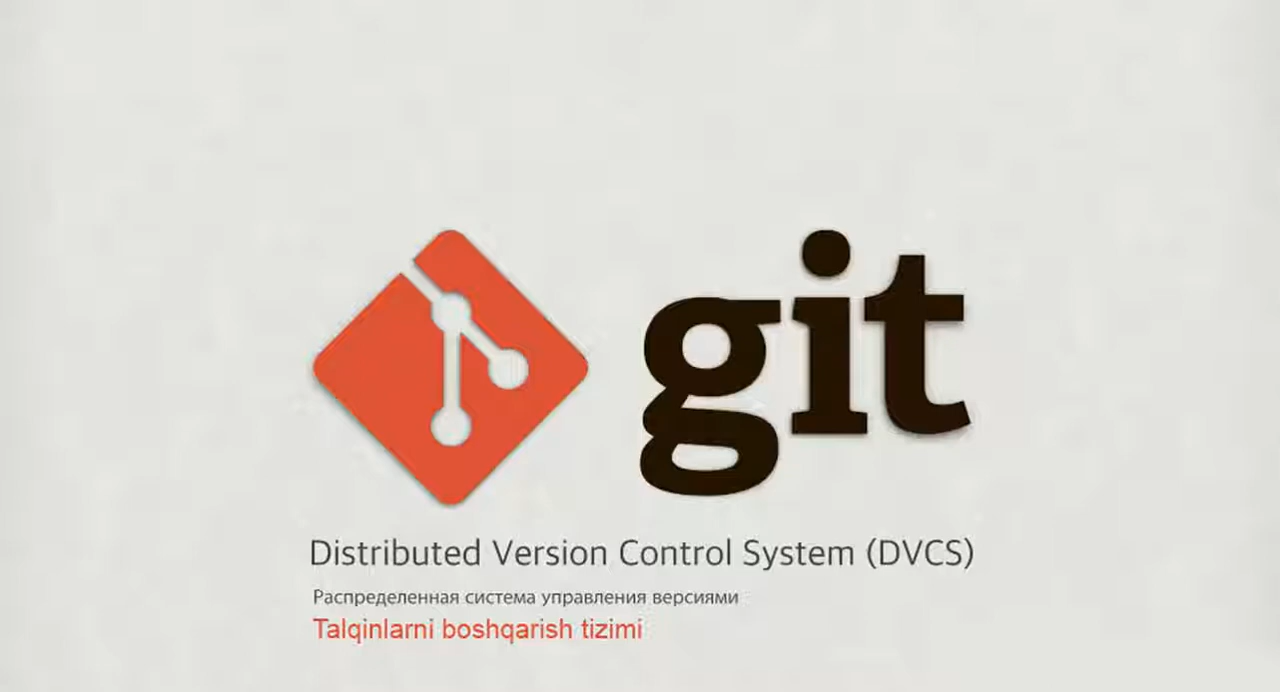 git
Distributed Version Control System (DVCS)
Распределенная система управления версиями
Talqinlarni boshqarish tizimi